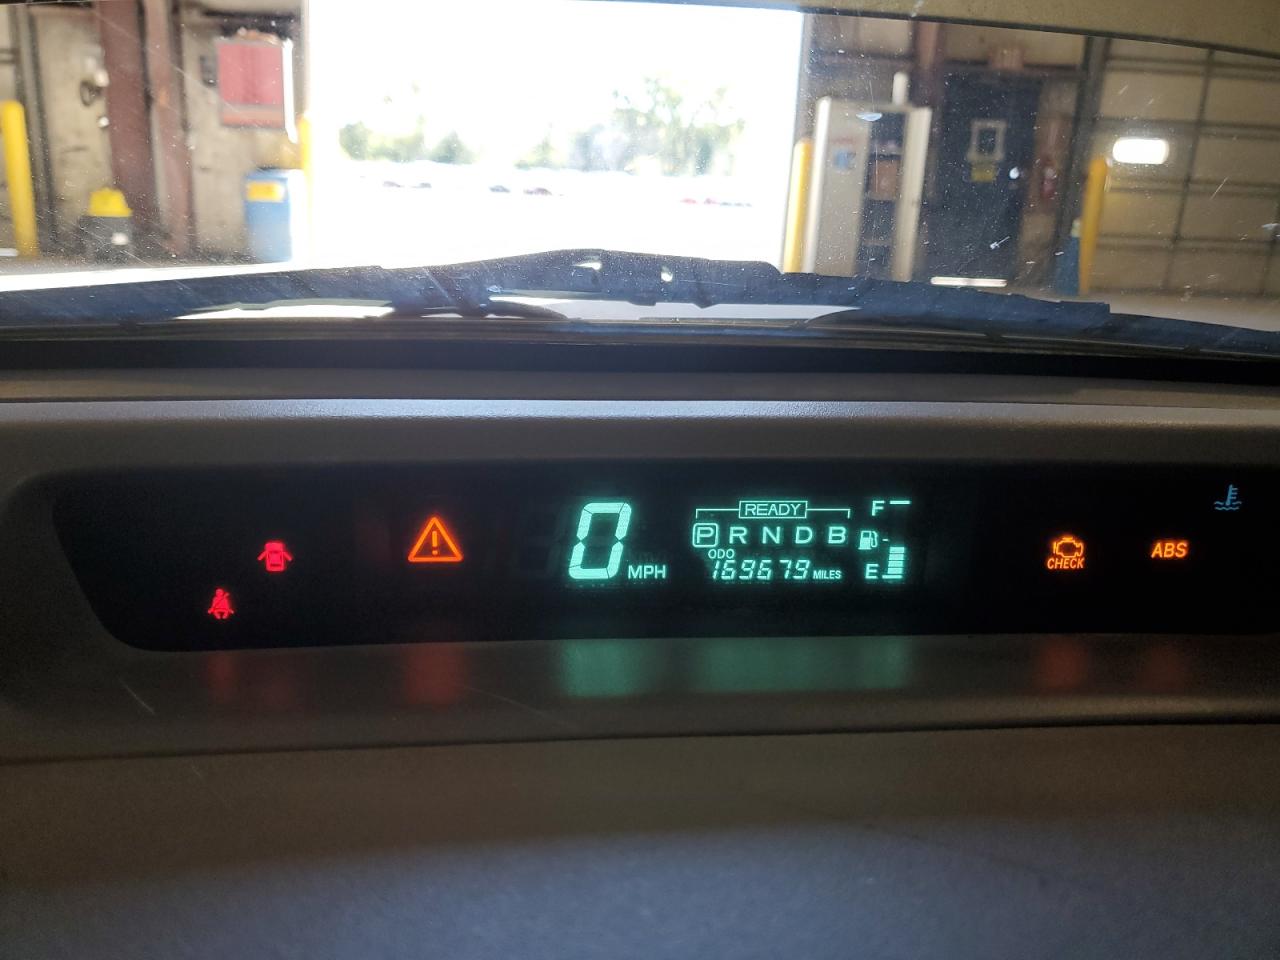 READY
F
P R N D B
ODO
0 MPH
169679 MILES
E
CHECK
ABS